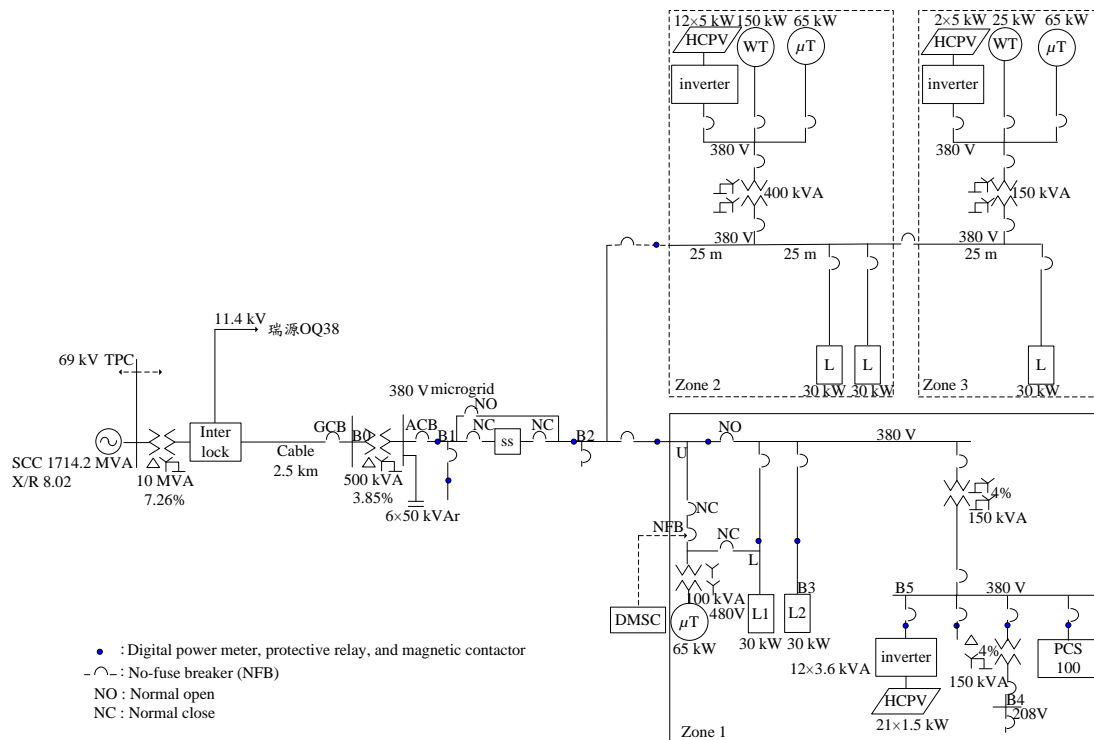 12×5 kW
150 kW
65 kW
HCPV
WT
µT
inverter
380 V
400 kVA
380 V
25 m
25 m
L
L
30 kW
30 kW
Zone 2
2×5 kW
25 kW
65 kW
HCPV
WT
µT
inverter
380 V
150 kVA
380 V
25 m
L
30 kW
Zone 3
11.4 kV
瑞源OQ38
69 kV TPC
SCC 1714.2 MVA
X/R 8.02
10 MVA
7.26%
Inter
lock
Cable
2.5 km
GCB
B0
500 kVA
3.85%
380 V
microgrid
ACB
B1
6×50 kVAr
NO
NC
ss
NC
B2
U
NO
380 V
NC
NFB
NC
L
100 kVA
480V
µT
65 kW
DMSC
L1
30 kW
B3
L2
30 kW
4%
150 kVA
B5
380 V
inverter
12×3.6 kVA
HCPV
21×1.5 kW
4%
150 kVA
B4
208V
PCS
100
Zone 1
: Digital power meter, protective relay, and magnetic contactor
: No-fuse breaker (NFB)
NO : Normal open
NC : Normal close